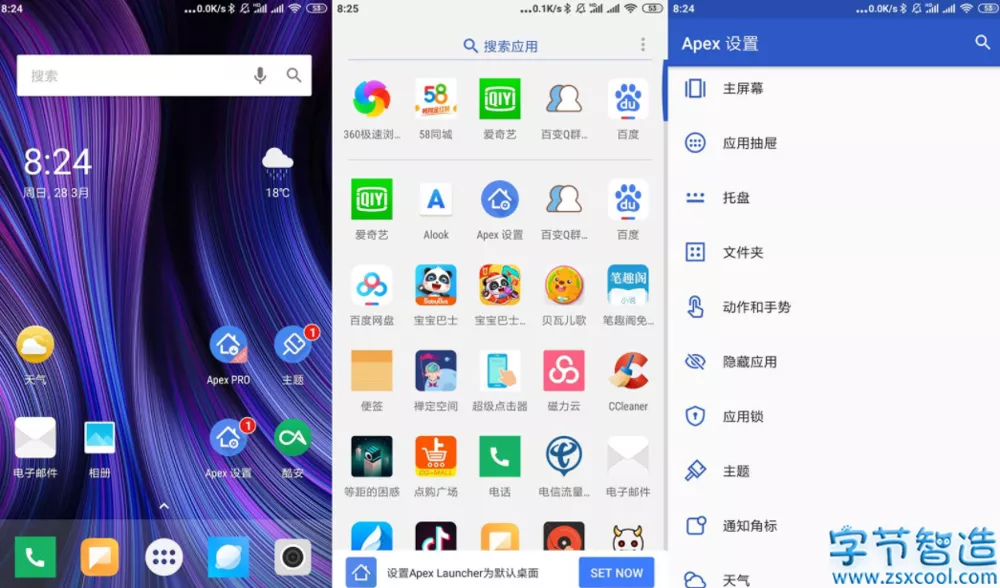 8:24
...0.0K/s
53
搜索
8:24
周日, 28 3月
18℃
天气
Apex PRO
1
主题
电子邮件
相册
1
Apex 设置
酷安
8:25
...0.1K/s
53
搜索应用
360极速浏...
58同城
爱奇艺
百变Q群...
百度
爱奇艺
Alook
Apex 设置
百变Q群...
百度
百度网盘
宝宝巴士
宝宝巴士...
贝瓦儿歌
笔趣阁免...
便签
禅定空间
超级点击器
磁力云
CCleaner
等距的困惑
点购广场
电话
电信流量...
电子邮件
设置Apex Launcher为默认桌面
SET NOW
8:24
...0.0K/s
53
Apex 设置
主屏幕
应用抽屉
托盘
文件夹
动作和手势
隐藏应用
应用锁
主题
通知角标
天气
字节智造
www.zsxcool.com